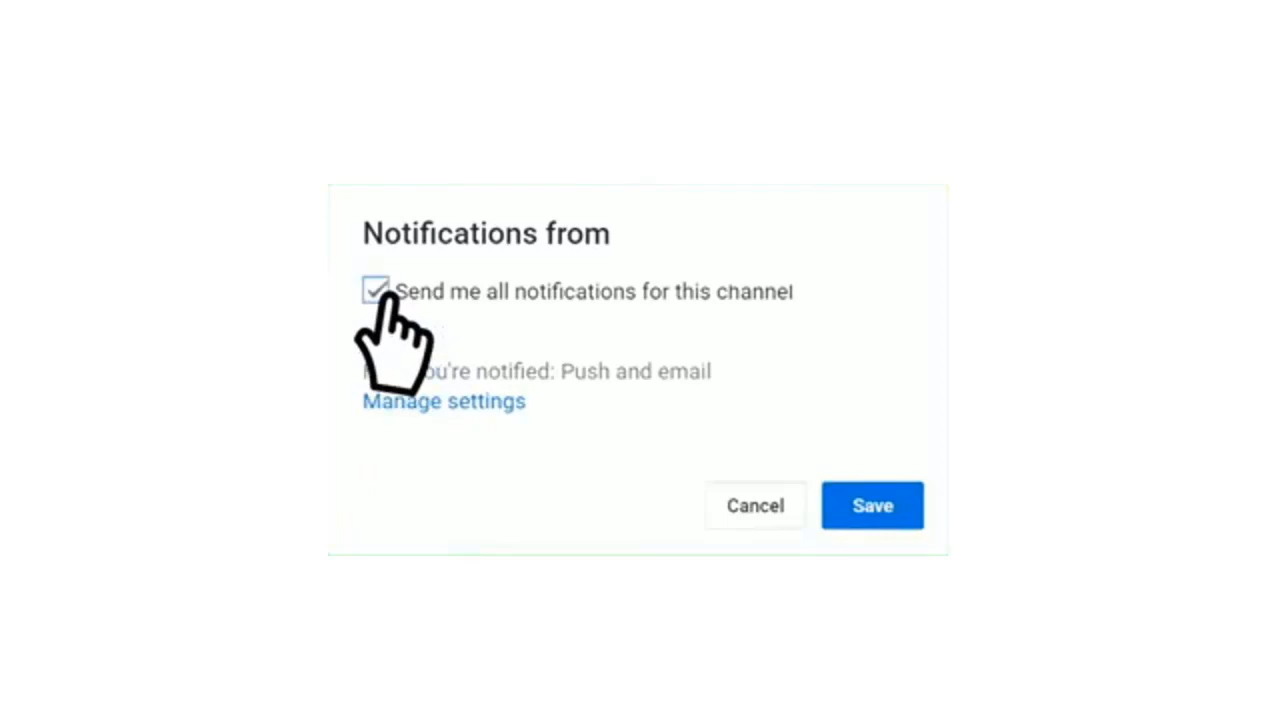 Notifications from
Send me all notifications for this channel
ou're notified: Push and email
Manage settings
Cancel
Save